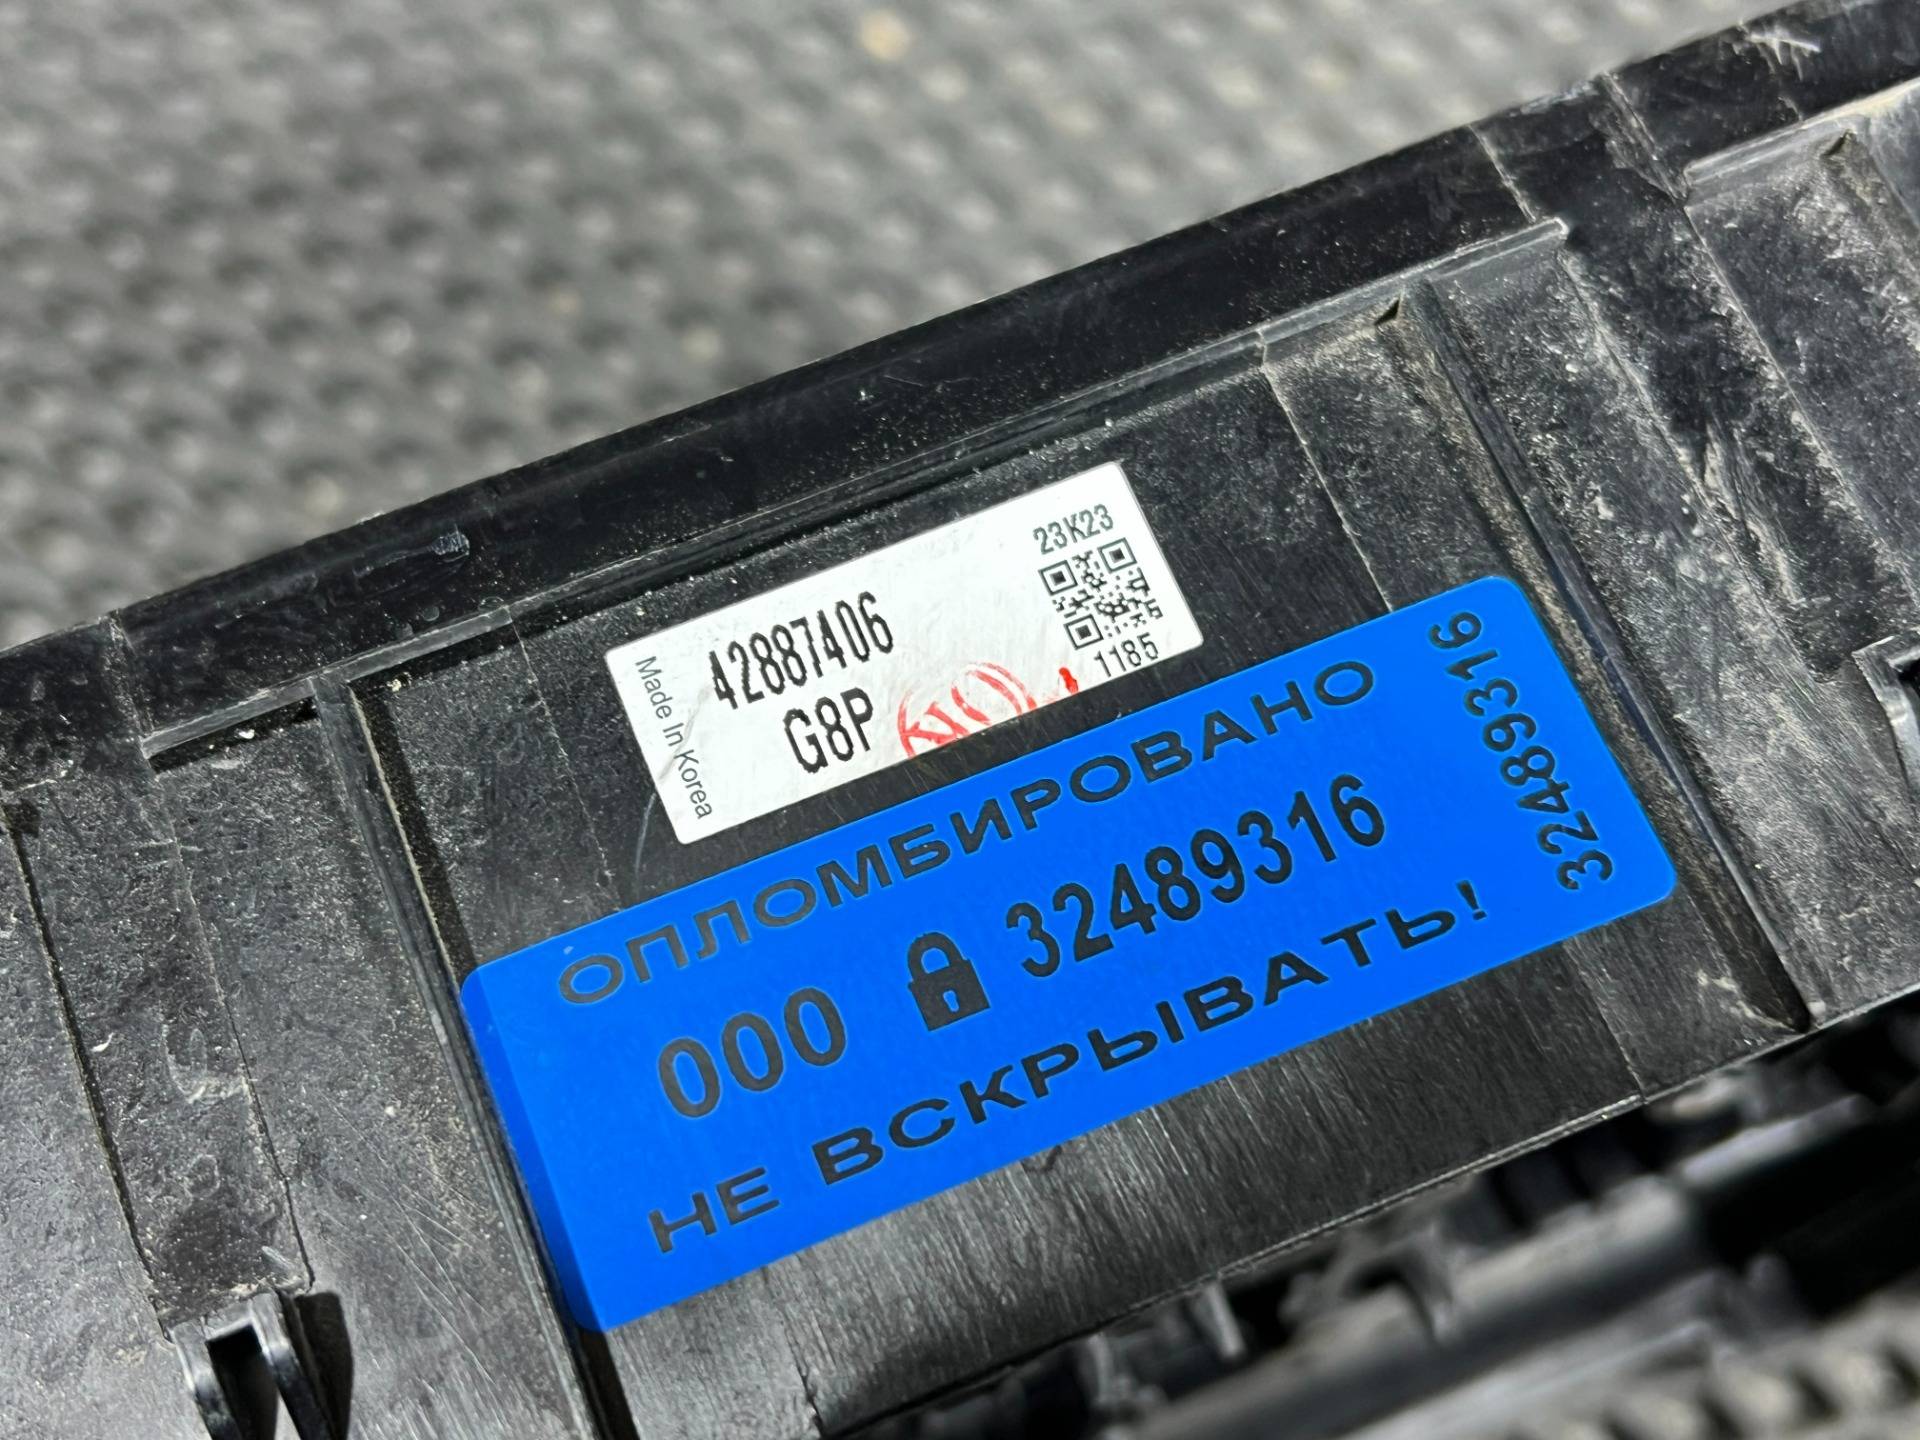 23K23
42887406
G8P
1185
Made In Korea
ОПЛОМБИРОВАНО
000 32489316
НЕ ВСКРЫВАТЬ!
32489316